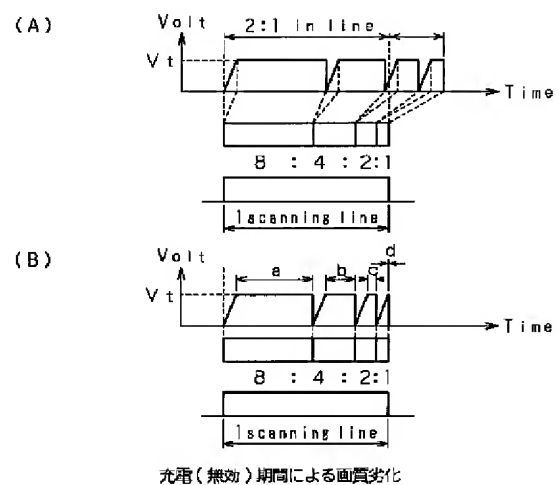 (A)
Volt
2:1 in line
Vt
Time
8 : 4 : 2:1
1scanning line
(B)
Volt
d
a
b
c
Vt
Time
8 : 4 : 2:1
1scanning line
充電(無効)期間による画質劣化